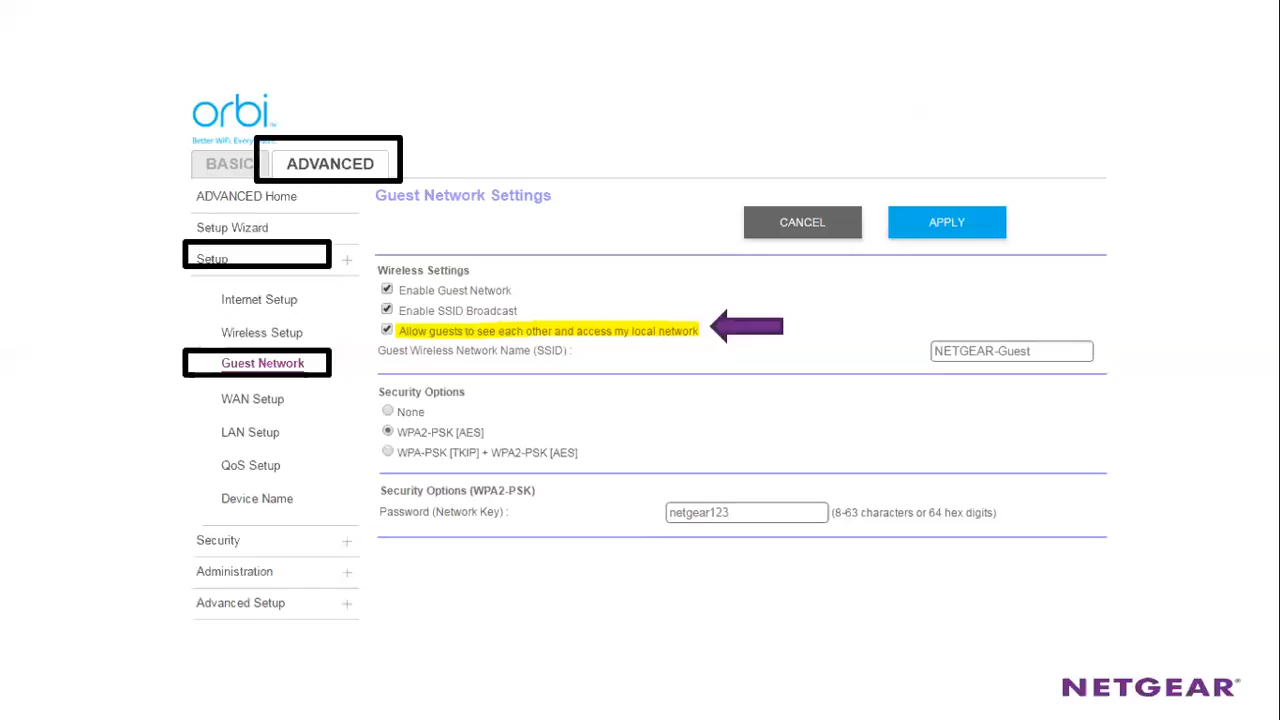 orbi™
Better WiFi. Everywhere.
BASIC
ADVANCED
ADVANCED Home
Setup Wizard
Setup +
Internet Setup
Wireless Setup
Guest Network
WAN Setup
LAN Setup
QoS Setup
Device Name
Security +
Administration +
Advanced Setup +
Guest Network Settings
CANCEL
APPLY
Wireless Settings
Enable Guest Network
Enable SSID Broadcast
Allow guests to see each other and access my local network
Guest Wireless Network Name (SSID) : NETGEAR-Guest
Security Options
None
WPA2-PSK [AES]
WPA-PSK [TKIP] + WPA2-PSK [AES]
Security Options (WPA2-PSK)
Password (Network Key) : netgear123 (8-63 characters or 64 hex digits)
NETGEAR®